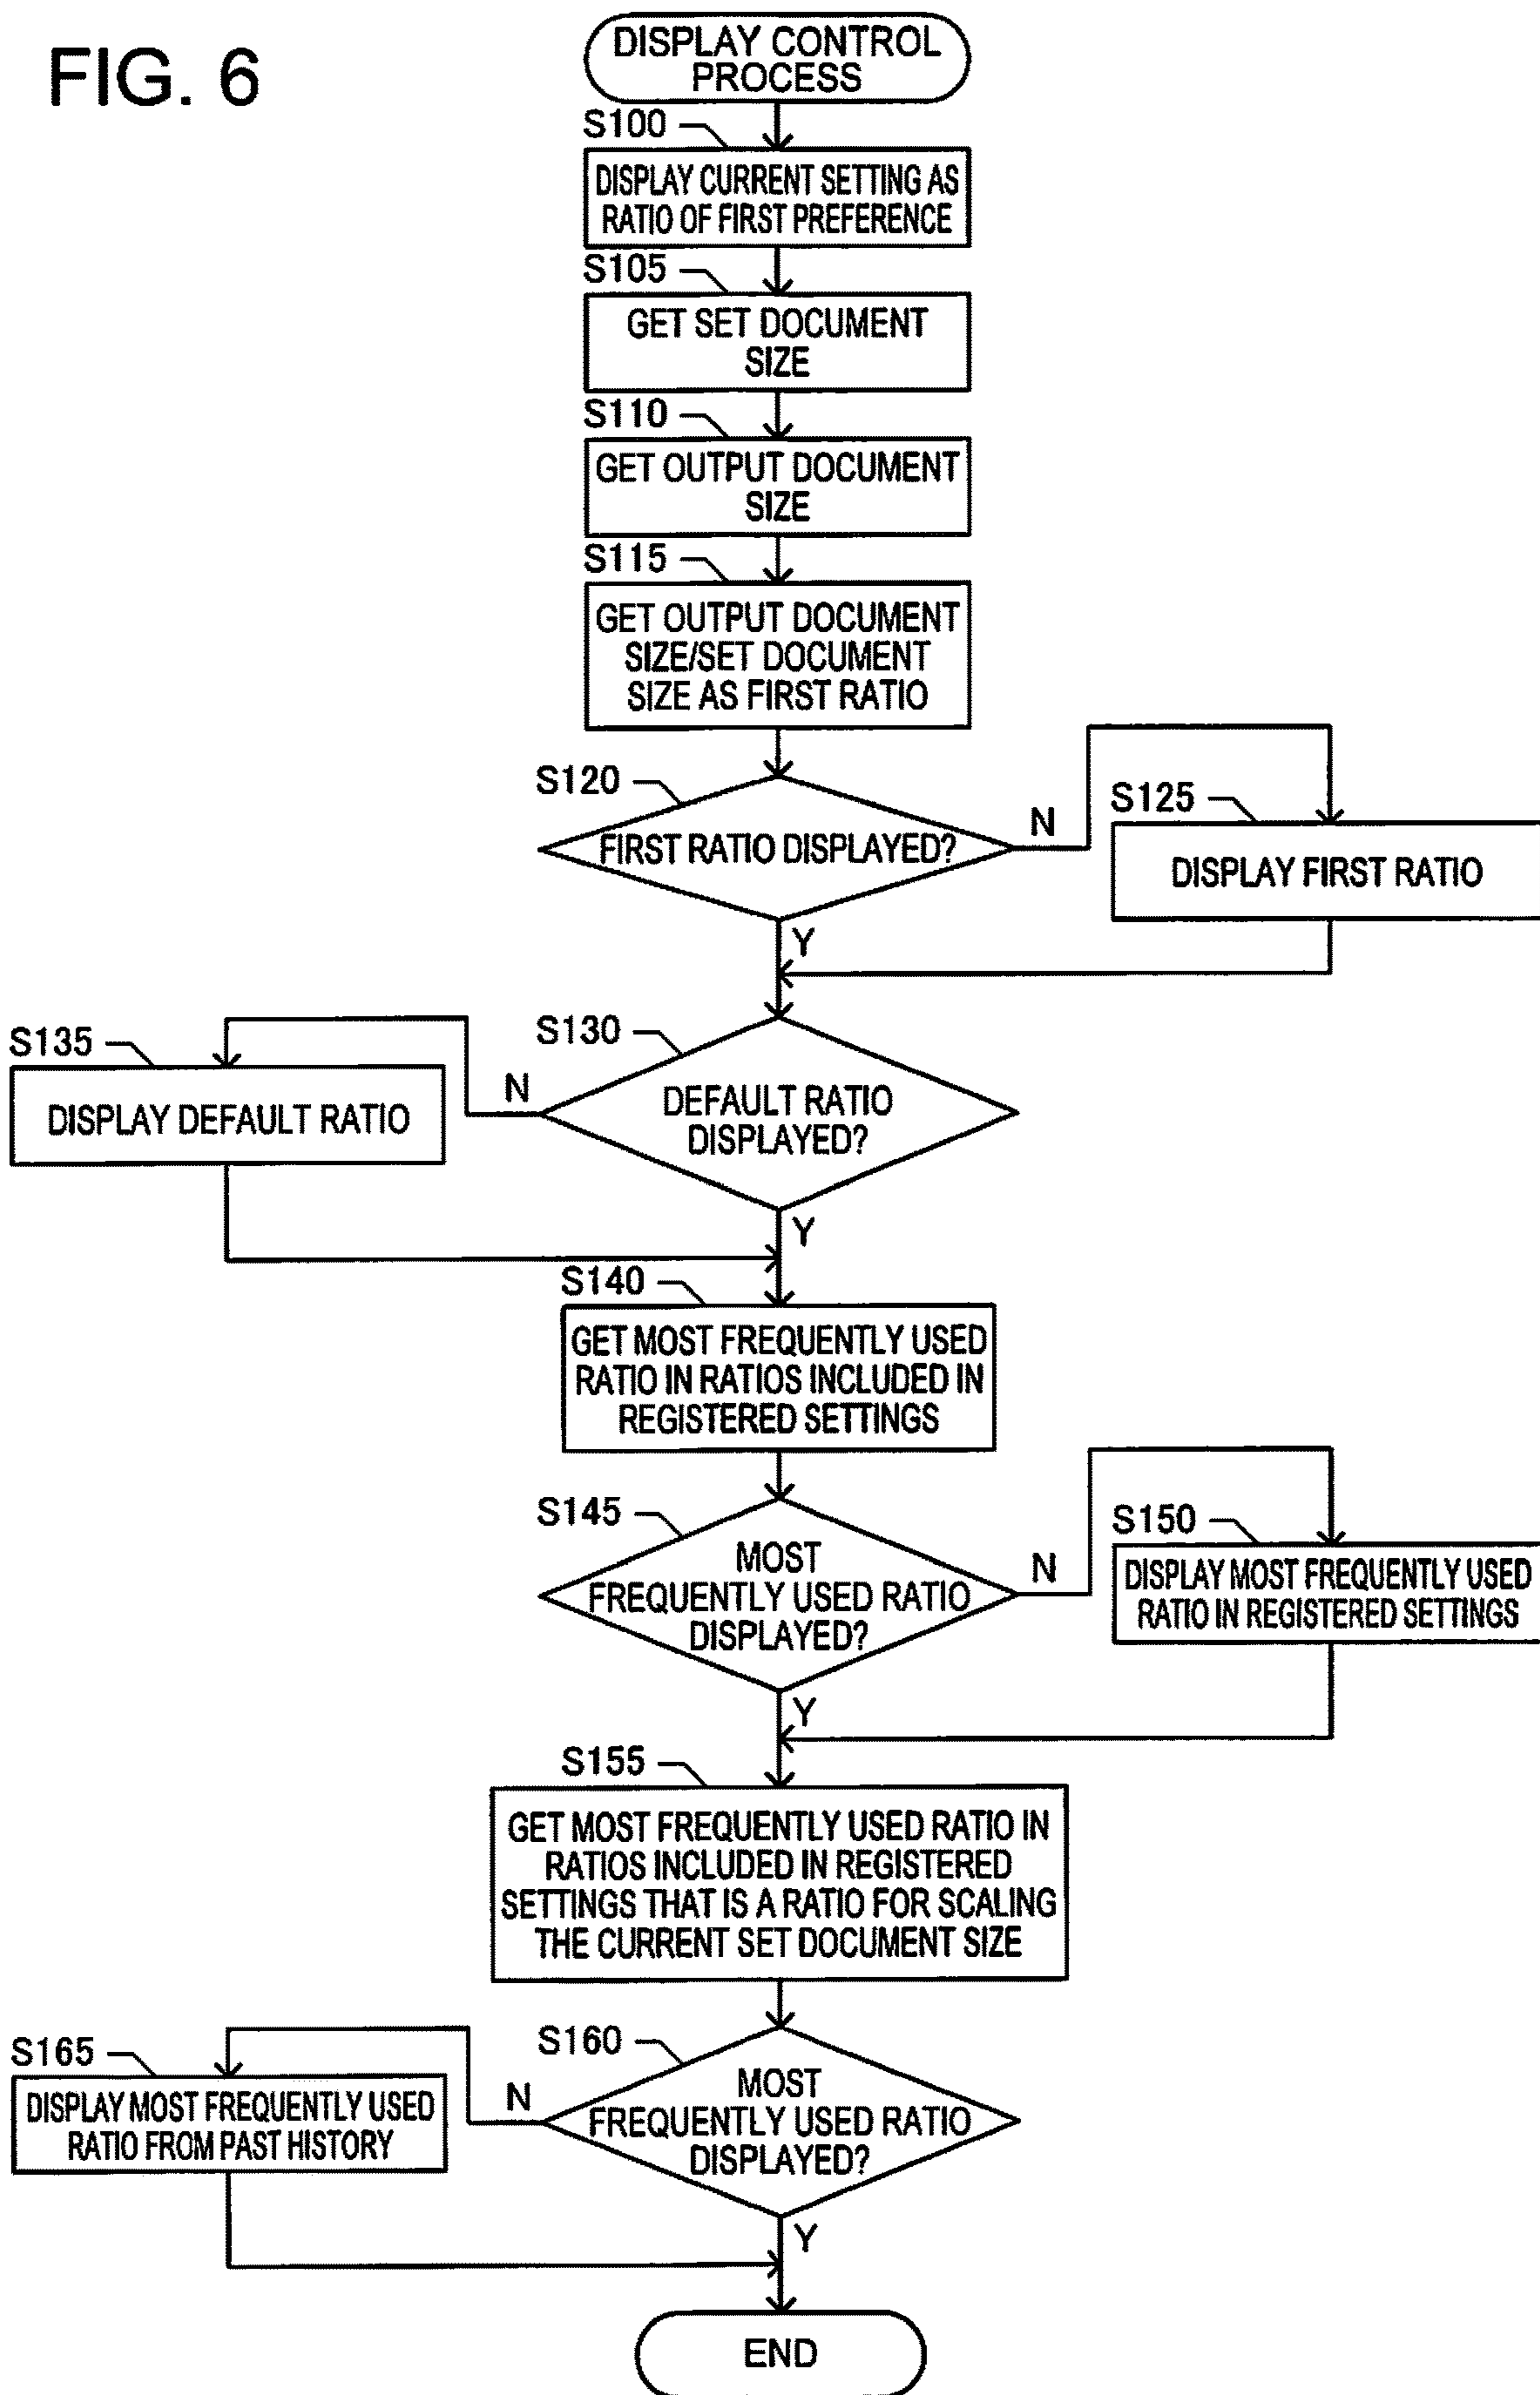 FIG. 6
DISPLAY CONTROL
PROCESS
S100
DISPLAY CURRENT SETTING AS
RATIO OF FIRST PREFERENCE
S105
GET SET DOCUMENT
SIZE
S110
GET OUTPUT DOCUMENT
SIZE
S115
GET OUTPUT DOCUMENT
SIZE/SET DOCUMENT
SIZE AS FIRST RATIO
S120
FIRST RATIO DISPLAYED?
N
Y
S125
DISPLAY FIRST RATIO
S130
DEFAULT RATIO
DISPLAYED?
N
Y
S135
DISPLAY DEFAULT RATIO
S140
GET MOST FREQUENTLY USED
RATIO IN RATIOS INCLUDED IN
REGISTERED SETTINGS
S145
MOST
FREQUENTLY USED RATIO
DISPLAYED?
N
Y
S150
DISPLAY MOST FREQUENTLY USED
RATIO IN REGISTERED SETTINGS
S155
GET MOST FREQUENTLY USED RATIO IN
RATIOS INCLUDED IN REGISTERED
SETTINGS THAT IS A RATIO FOR SCALING
THE CURRENT SET DOCUMENT SIZE
S160
MOST
FREQUENTLY USED RATIO
DISPLAYED?
N
Y
S165
DISPLAY MOST FREQUENTLY USED
RATIO FROM PAST HISTORY
END